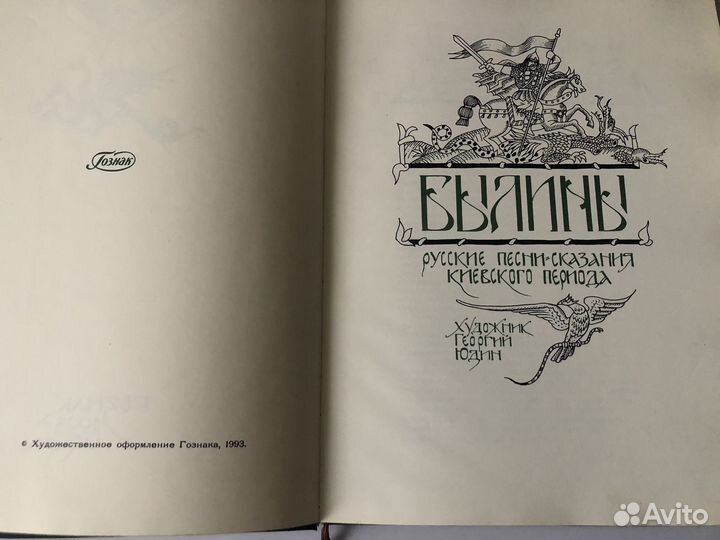 Гознак
© Художественное оформление Гознака, 1993.
БЫЛИНЫ
РУССКИЕ ПЕСНИ-СКАЗАНИЯ
КИЕВСКОГО ПЕРИОДА
ХУДОЖНИК
ГЕОРГИЙ
ЮДИН
Avito